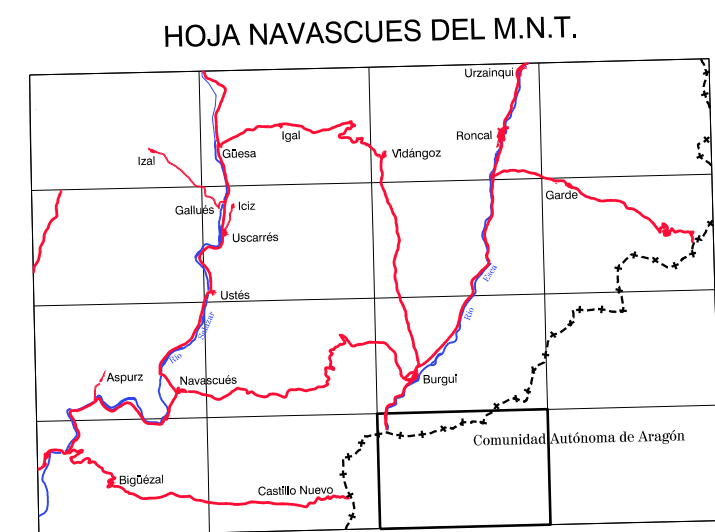 HOJA NAVASCUES DEL M.N.T.
Urzainqui
Igal
Roncal
Izal
Güesa
Vidángoz
Garde
Gallués
Iciz
Uscarrés
Río Esca
Ustés
Río Salazar
Aspurz
Navascués
Burgui
Comunidad Autónoma de Aragón
Bigüézal
Castillo Nuevo